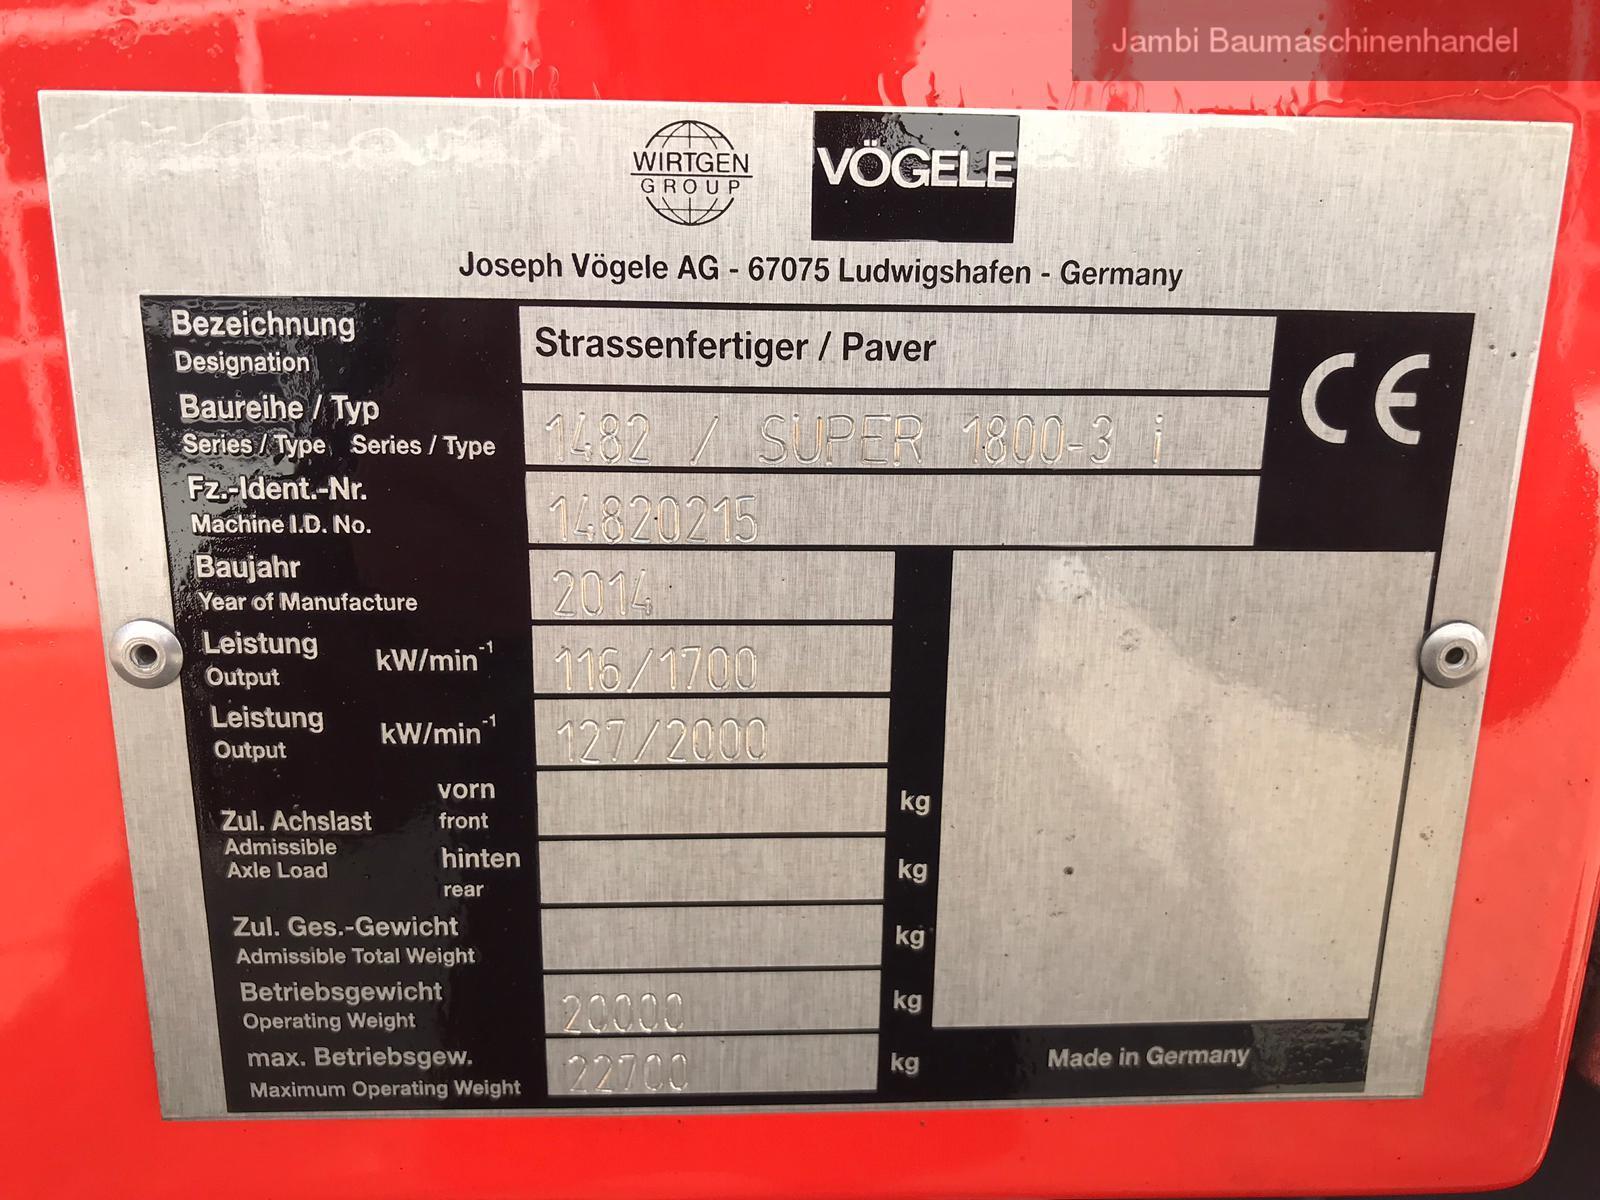 Jambi Baumaschinenhandel
WIRTGEN
GROUP
VÖGELE
Joseph Vögele AG - 67075 Ludwigshafen - Germany
Bezeichnung
Designation
Strassenfertiger / Paver
CE
Baureihe / Typ
Series / Type Series / Type
1482 / SUPER 1800-3 i
Fz.-Ident.-Nr.
Machine I.D. No.
14820215
Baujahr
Year of Manufacture
2014
Leistung
Output
kW/min⁻¹
116/1700
Leistung
Output
kW/min⁻¹
127/2000
Zul. Achslast
Admissible
Axle Load
vorn
front
kg
hinten
rear
kg
Zul. Ges.-Gewicht
Admissible Total Weight
kg
Betriebsgewicht
Operating Weight
20000
kg
max. Betriebsgew.
Maximum Operating Weight
22700
kg
Made in Germany